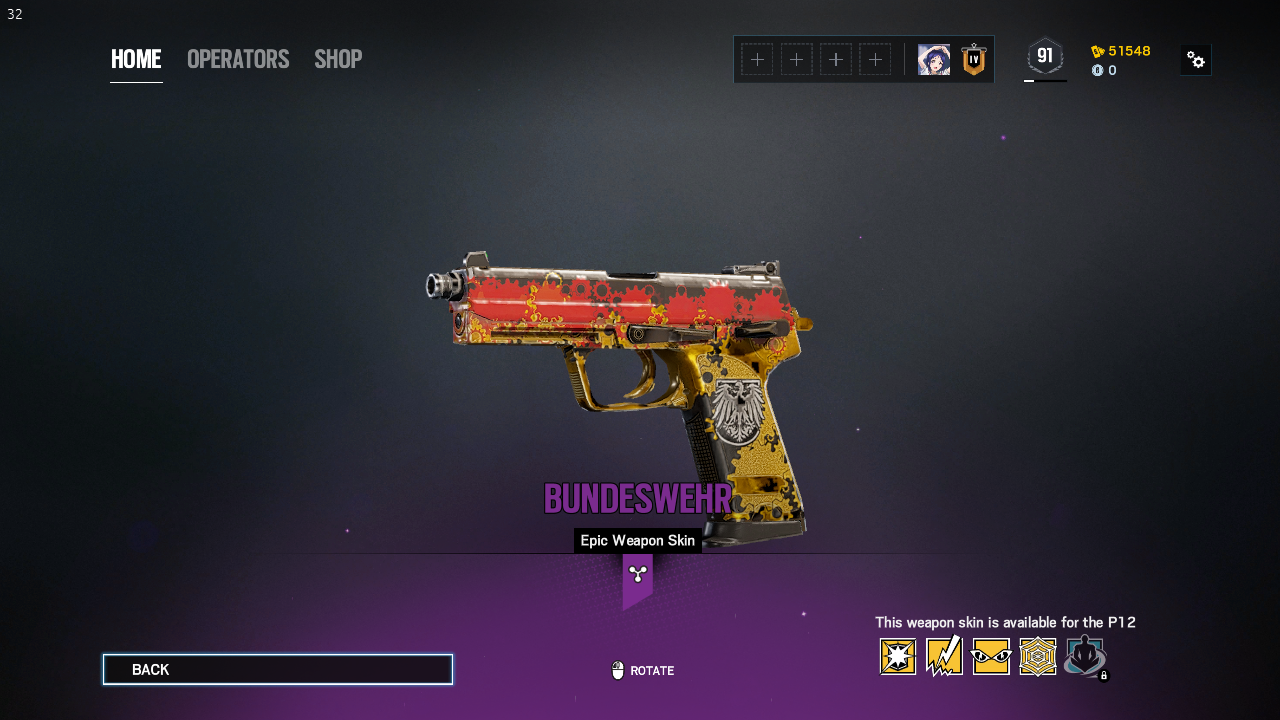 32
HOME OPERATORS SHOP
IV
91
51548
0
BUNDESWEHR
Epic Weapon Skin
This weapon skin is available for the P12
BACK
ROTATE